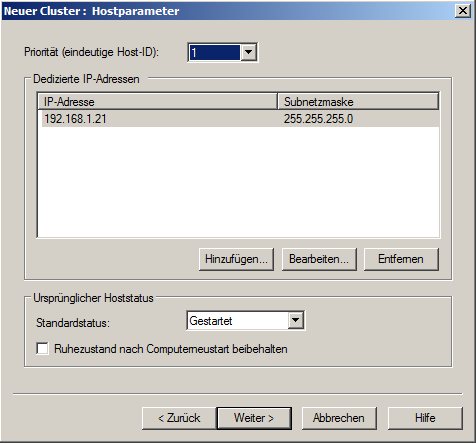 Neuer Cluster : Hostparameter
Priorität (eindeutige Host-ID): 1
Dedizierte IP-Adressen
IP-Adresse Subnetzmaske
192.168.1.21 255.255.255.0
Hinzufügen... Bearbeiten... Entfernen
Ursprünglicher Hoststatus
Standardstatus: Gestartet
Ruhezustand nach Computerneustart beibehalten
< Zurück Weiter > Abbrechen Hilfe